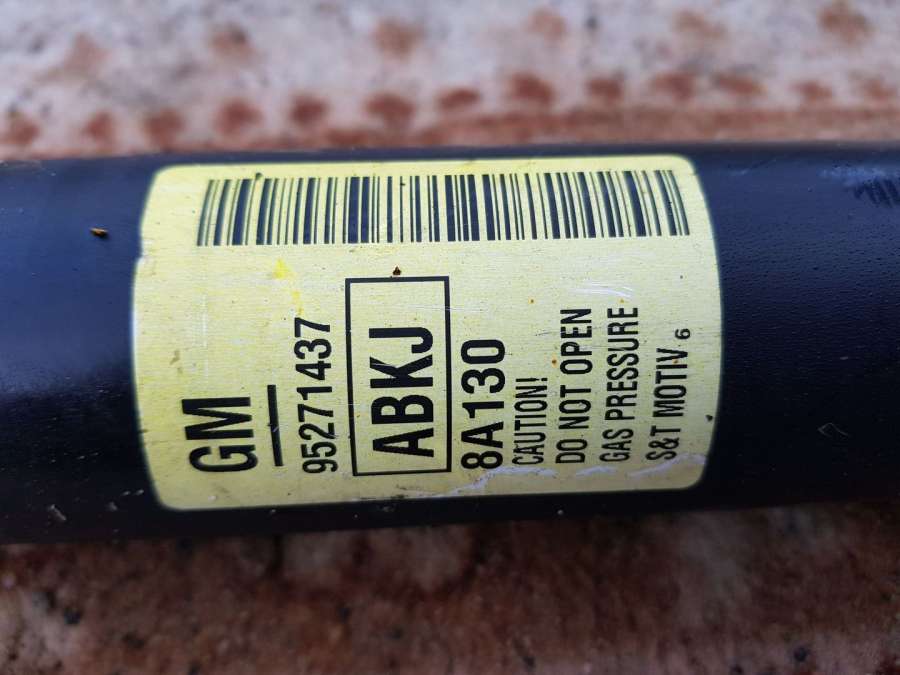 GM
95271437
ABKJ
8A130
CAUTION!
DO NOT OPEN
GAS PRESSURE
S&T MOTIV 6